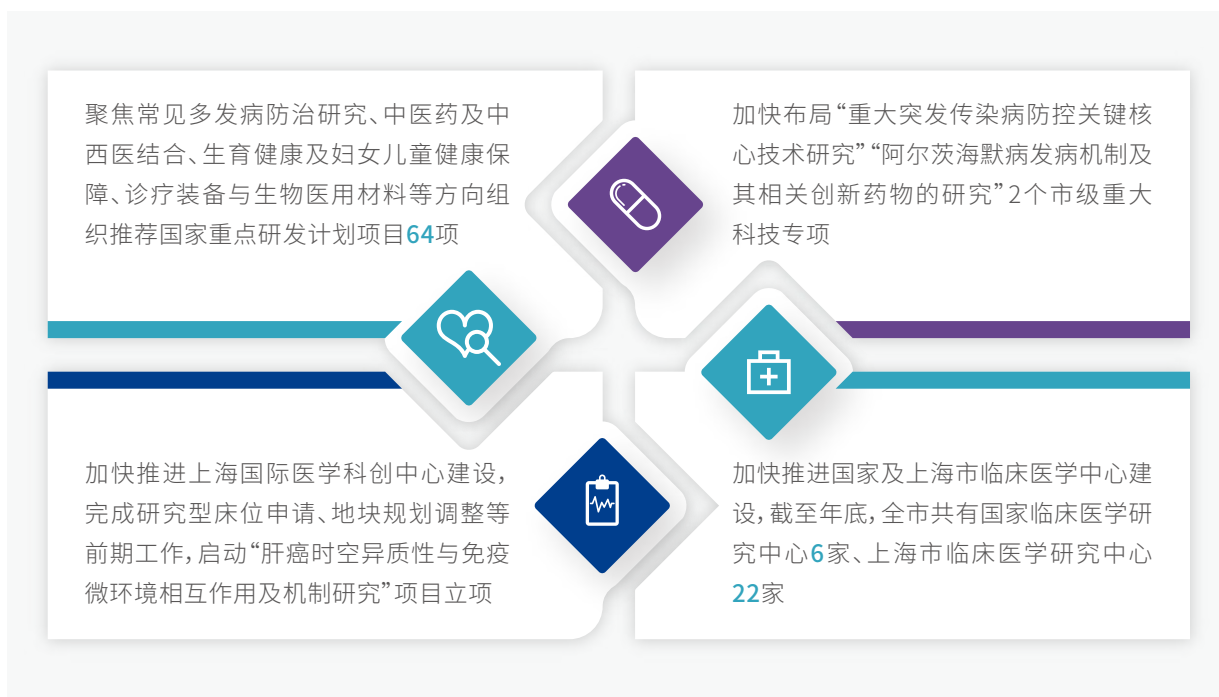 聚焦常见多发病防治研究、中医药及中
西医结合、生育健康及妇女儿童健康保
障、诊疗装备与生物医用材料等方向组
织推荐国家重点研发计划项目64项
加快布局“重大突发传染病防控关键核
心技术研究”“阿尔茨海默病发病机制及
其相关创新药物的研究”2个市级重大
科技专项
加快推进上海国际医学科创中心建设，
完成研究型床位申请、地块规划调整等
前期工作，启动“肝癌时空异质性与免疫
微环境相互作用及机制研究”项目立项
加快推进国家及上海市临床医学中心建
设，截至年底，全市共有国家临床医学研
究中心6家、上海市临床医学研究中心
22家